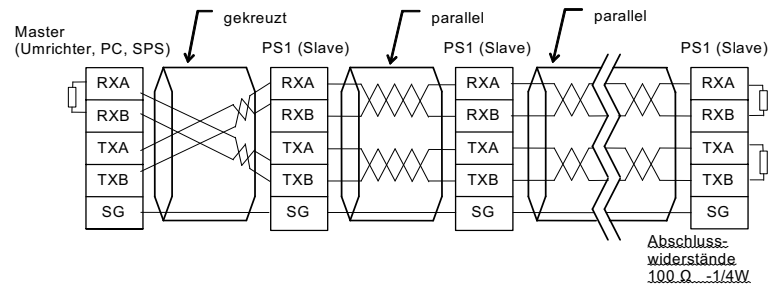 gekreuzt
parallel
parallel
Master
(Umrichter, PC, SPS)
PS1 (Slave)
PS1 (Slave)
PS1 (Slave)
RXA
RXA
RXA
RXA
RXB
RXB
RXB
RXB
TXA
TXA
TXA
TXA
TXB
TXB
TXB
TXB
SG
SG
SG
SG
Abschluss-
widerstände
100 Ω -1/4W